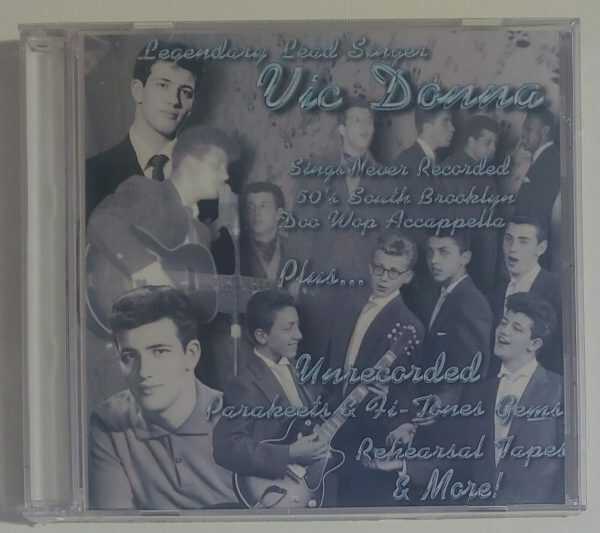 Legendary Lead Singer
Vic Donna
Sings Never Recorded
50's South Brooklyn
Doo Wop Accappella
Plus...
Unrecorded
Parakeets & Fi-Tones Gems
Rehearsal Tapes
& More!